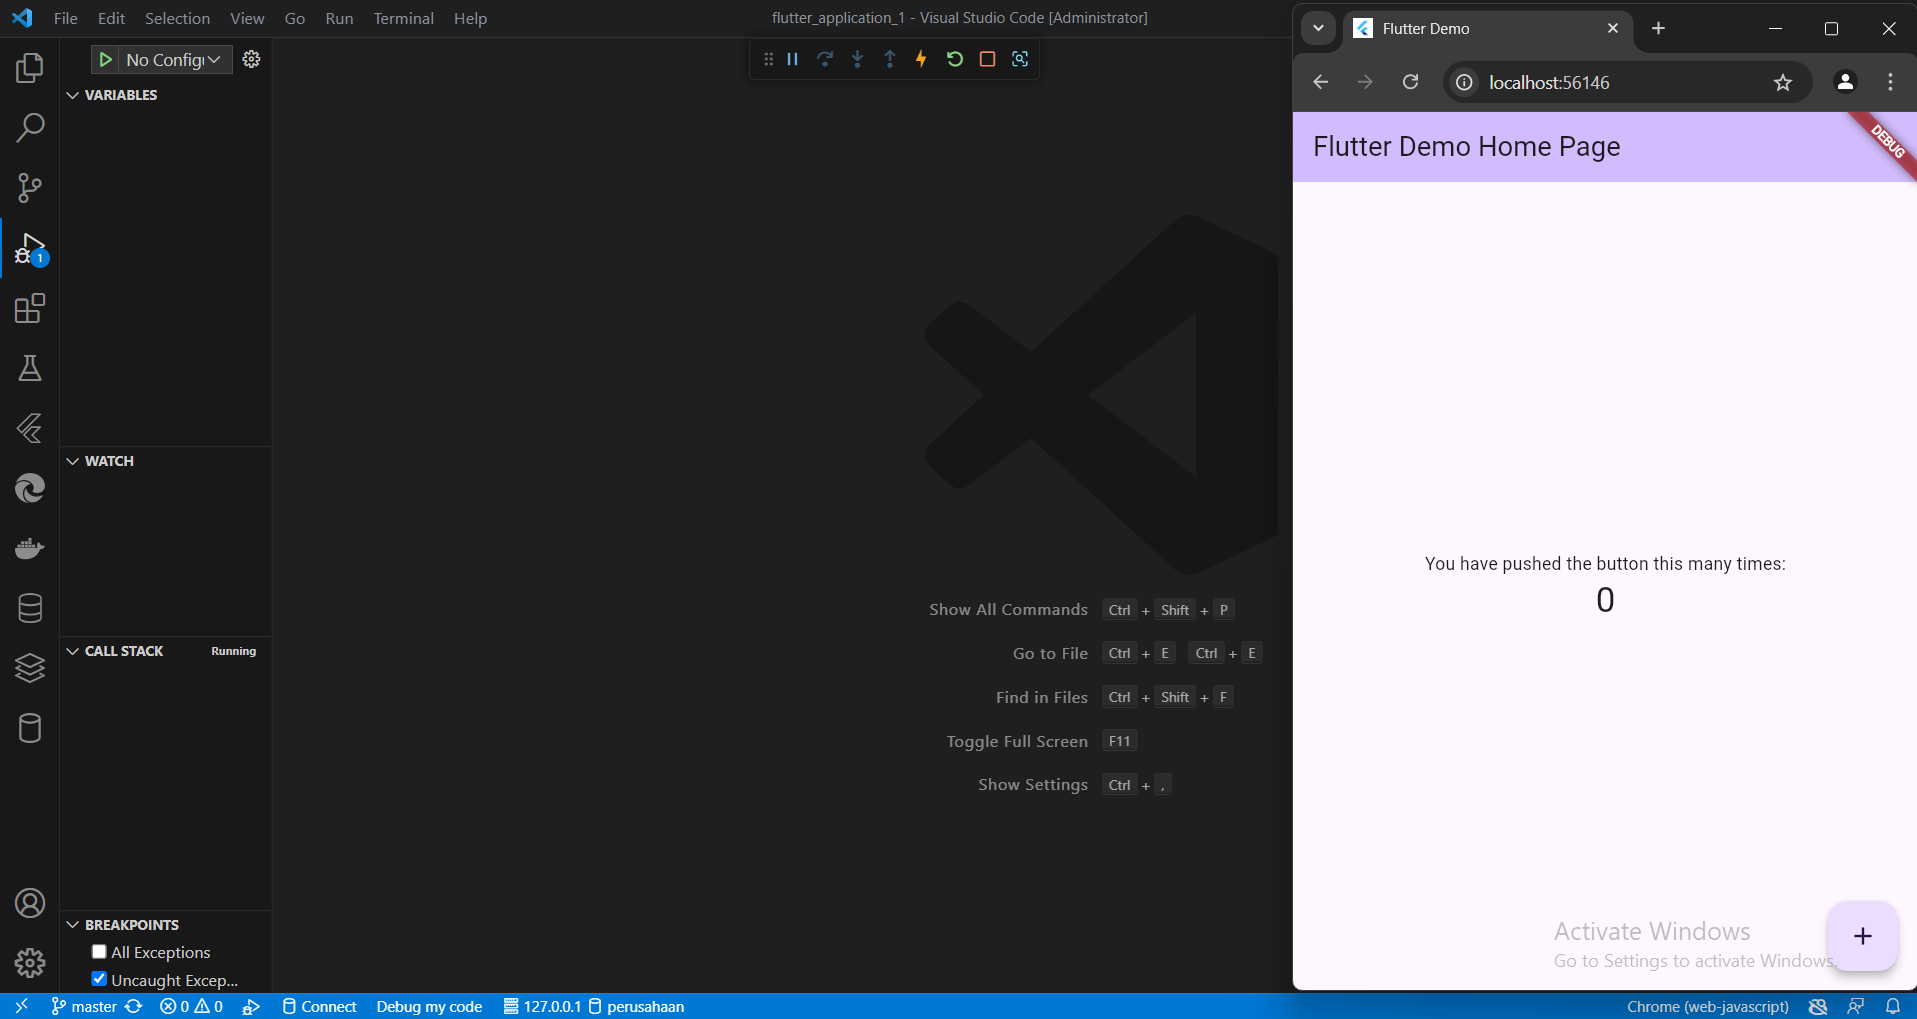 File Edit Selection View Go Run Terminal Help
flutter_application_1 - Visual Studio Code [Administrator]
No Config
VARIABLES
1
WATCH
CALL STACK Running
BREAKPOINTS
All Exceptions
Uncaught Excep...
Show All Commands Ctrl + Shift + P
Go to File Ctrl + E Ctrl + E
Find in Files Ctrl + Shift + F
Toggle Full Screen F11
Show Settings Ctrl + ,
master 0 0 Connect Debug my code 127.0.0.1 perusahaan
Chrome (web-javascript)
Flutter Demo
localhost:56146
Flutter Demo Home Page
DEBUG
You have pushed the button this many times:
0
Activate Windows
Go to Settings to activate Windows.